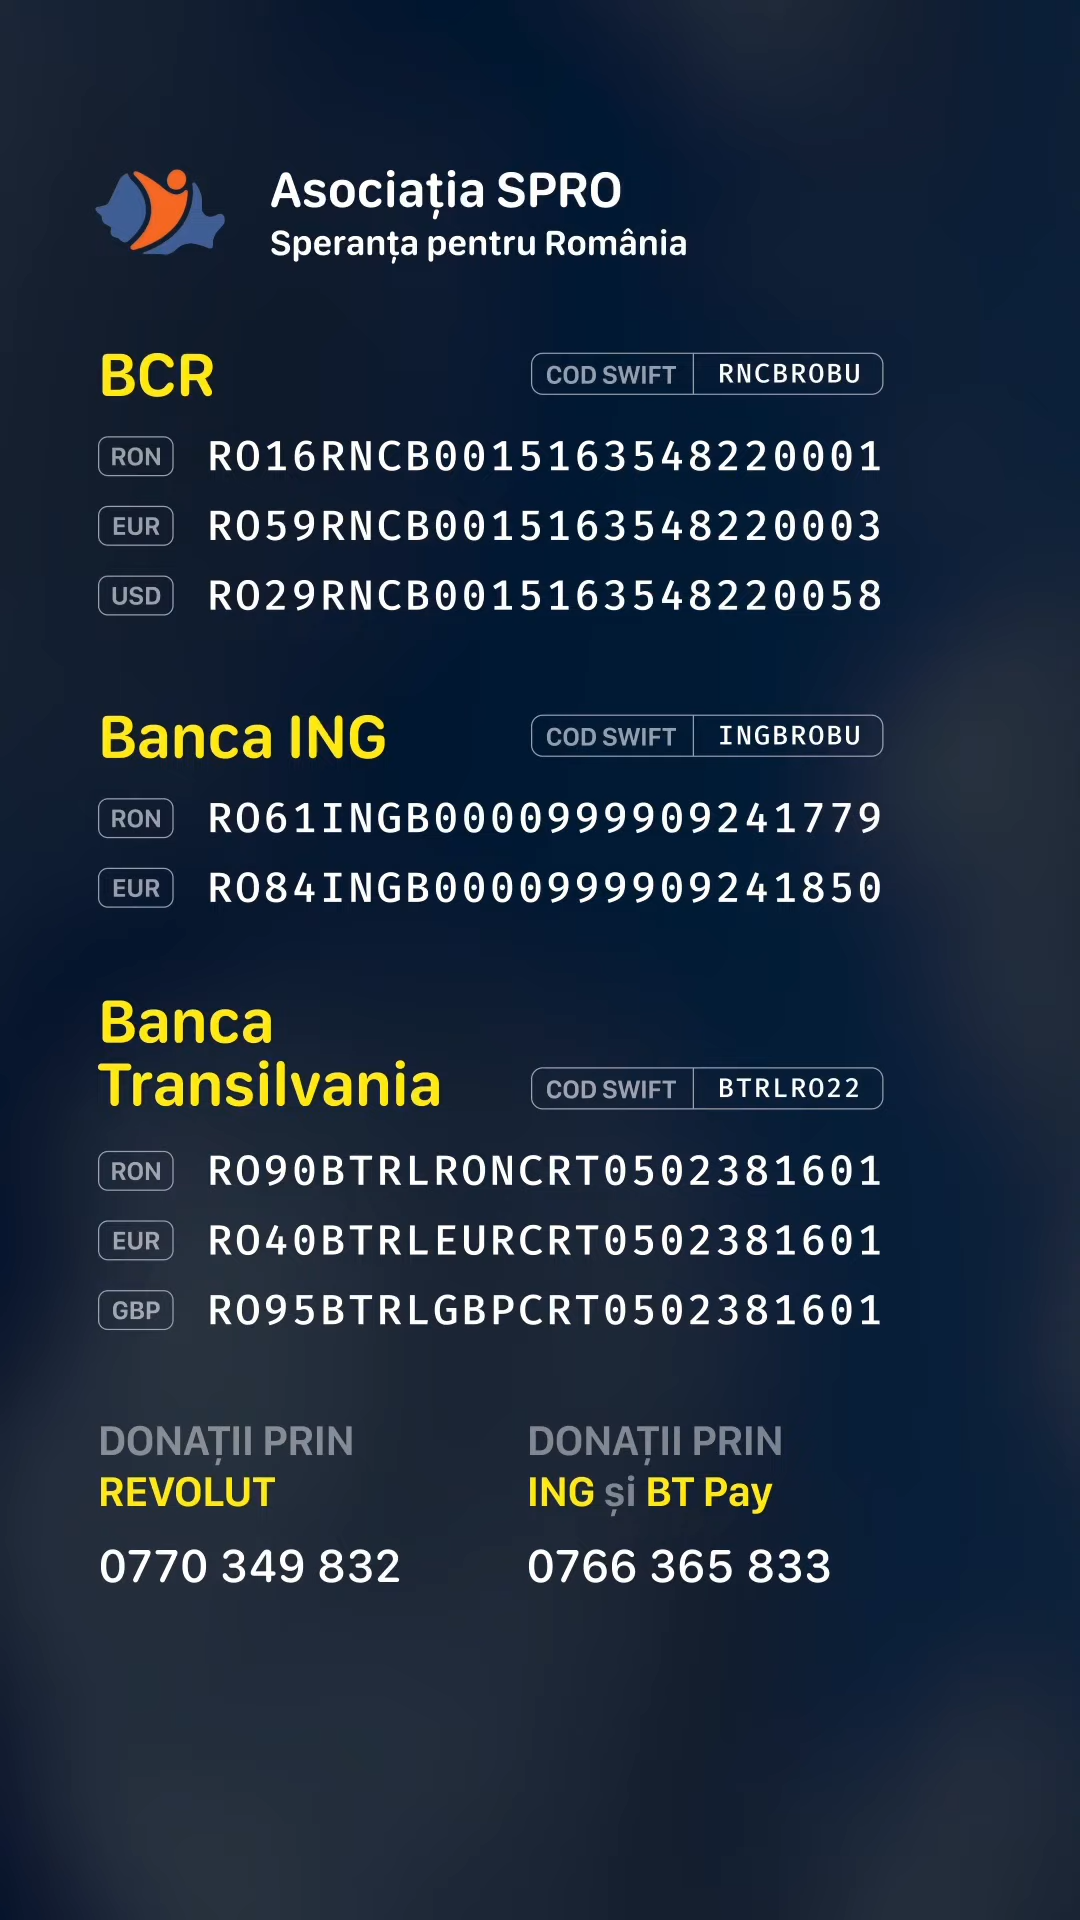 Asociația SPRO
Speranța pentru România
BCR
COD SWIFT RNCBROBU
RON RO16RNCB0015163548220001
EUR RO59RNCB0015163548220003
USD RO29RNCB0015163548220058
Banca ING
COD SWIFT INGBROBU
RON RO61INGB0000999909241779
EUR RO84INGB0000999909241850
Banca
Transilvania
COD SWIFT BTRLRO22
RON RO90BTRLRONCRT0502381601
EUR RO40BTRLEURCRT0502381601
GBP RO95BTRLGBPCRT0502381601
DONAȚII PRIN
REVOLUT
0770 349 832
DONAȚII PRIN
ING și BT Pay
0766 365 833